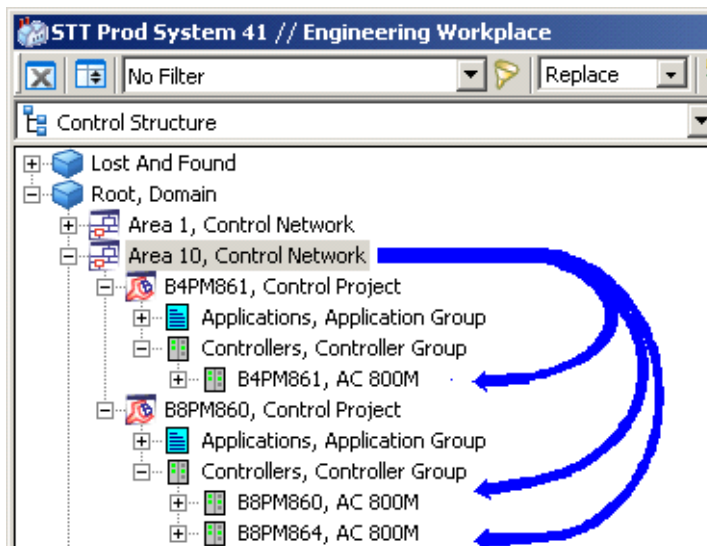 STT Prod System 41 // Engineering Workplace
No Filter Replace
Control Structure
Lost And Found
Root, Domain
Area 1, Control Network
Area 10, Control Network
B4PM861, Control Project
Applications, Application Group
Controllers, Controller Group
B4PM861, AC 800M
B8PM860, Control Project
Applications, Application Group
Controllers, Controller Group
B8PM860, AC 800M
B8PM864, AC 800M